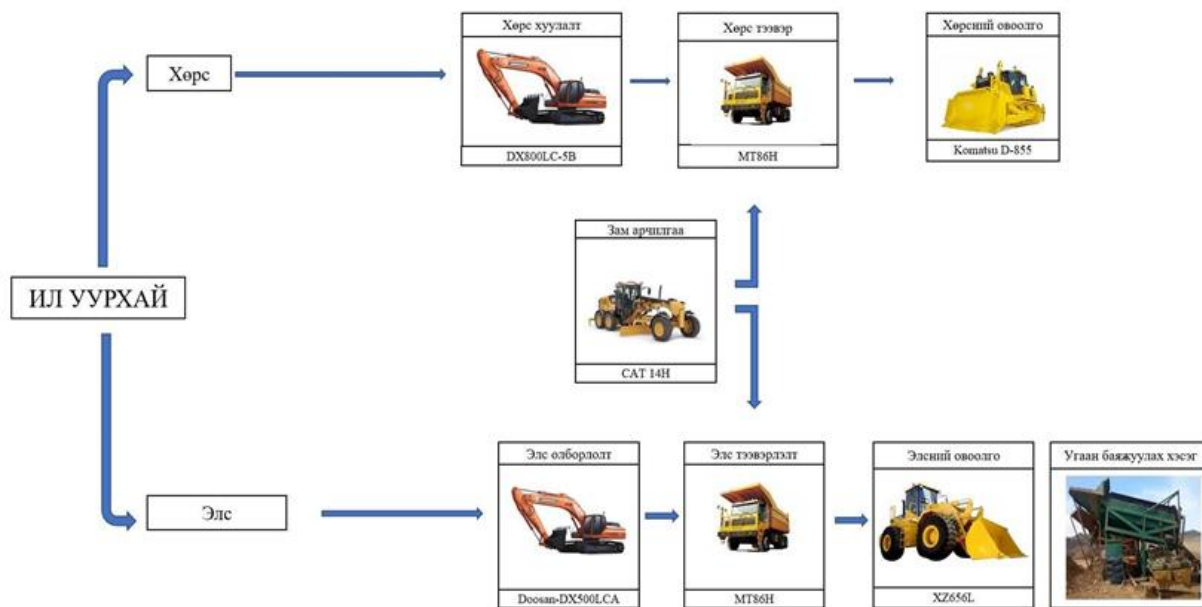 Хөрс хуулалт
Хөрс тээвэр
Хөрсний овоолго
Хөрс
DX800LC-5B
MT86H
Komatsu D-855
Зам арчилгаа
ИЛ УУРХАЙ
CAT 14H
Элс олборлолт
Элс тээвэрлэлт
Элсний овоолго
Угаан баяжуулах хэсэг
Элс
Doosan-DX500LCA
MT86H
XZ656L